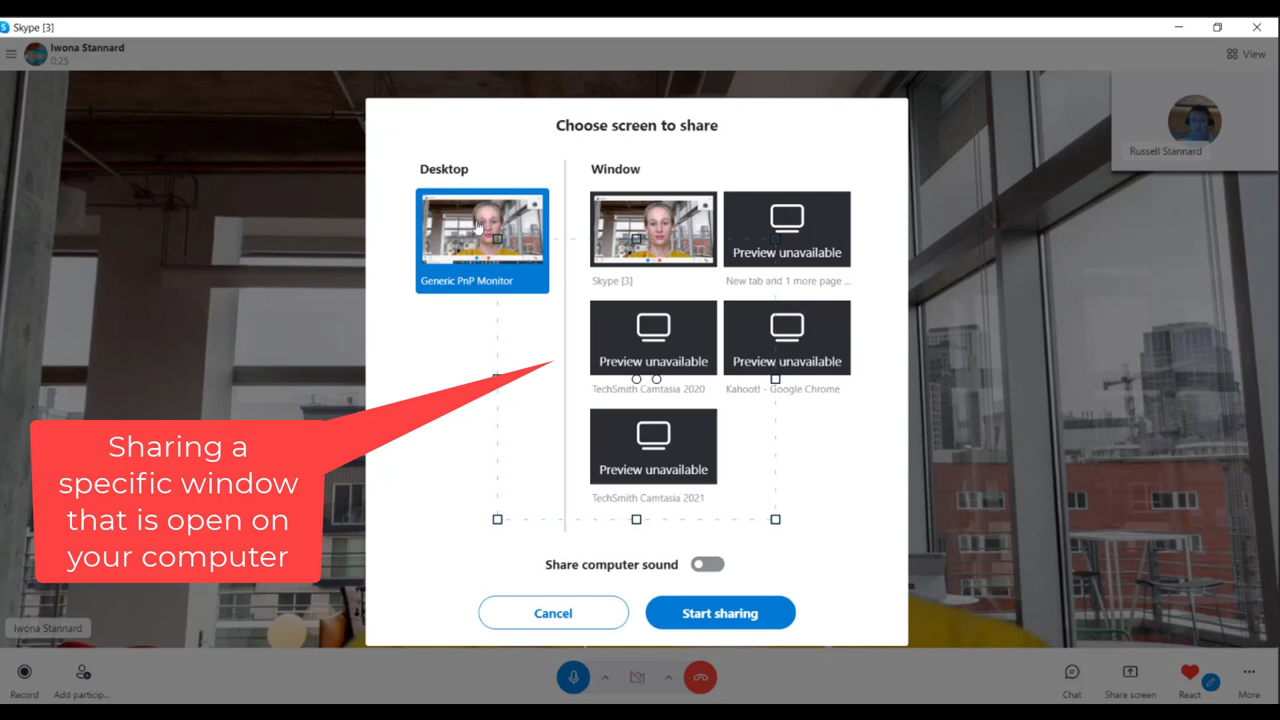 Skype [3]
Iwona Stannard
0:25
View
Russell Stannard
Choose screen to share
Desktop
Window
Generic PnP Monitor
Skype [3]
Preview unavailable
New tab and 1 more page ...
Preview unavailable
TechSmith Camtasia 2020
Preview unavailable
Kahoot! - Google Chrome
Preview unavailable
TechSmith Camtasia 2021
Sharing a
specific window
that is open on
your computer
Share computer sound
Cancel
Start sharing
Iwona Stannard
Record
Add particip...
Chat
Share screen
React
More